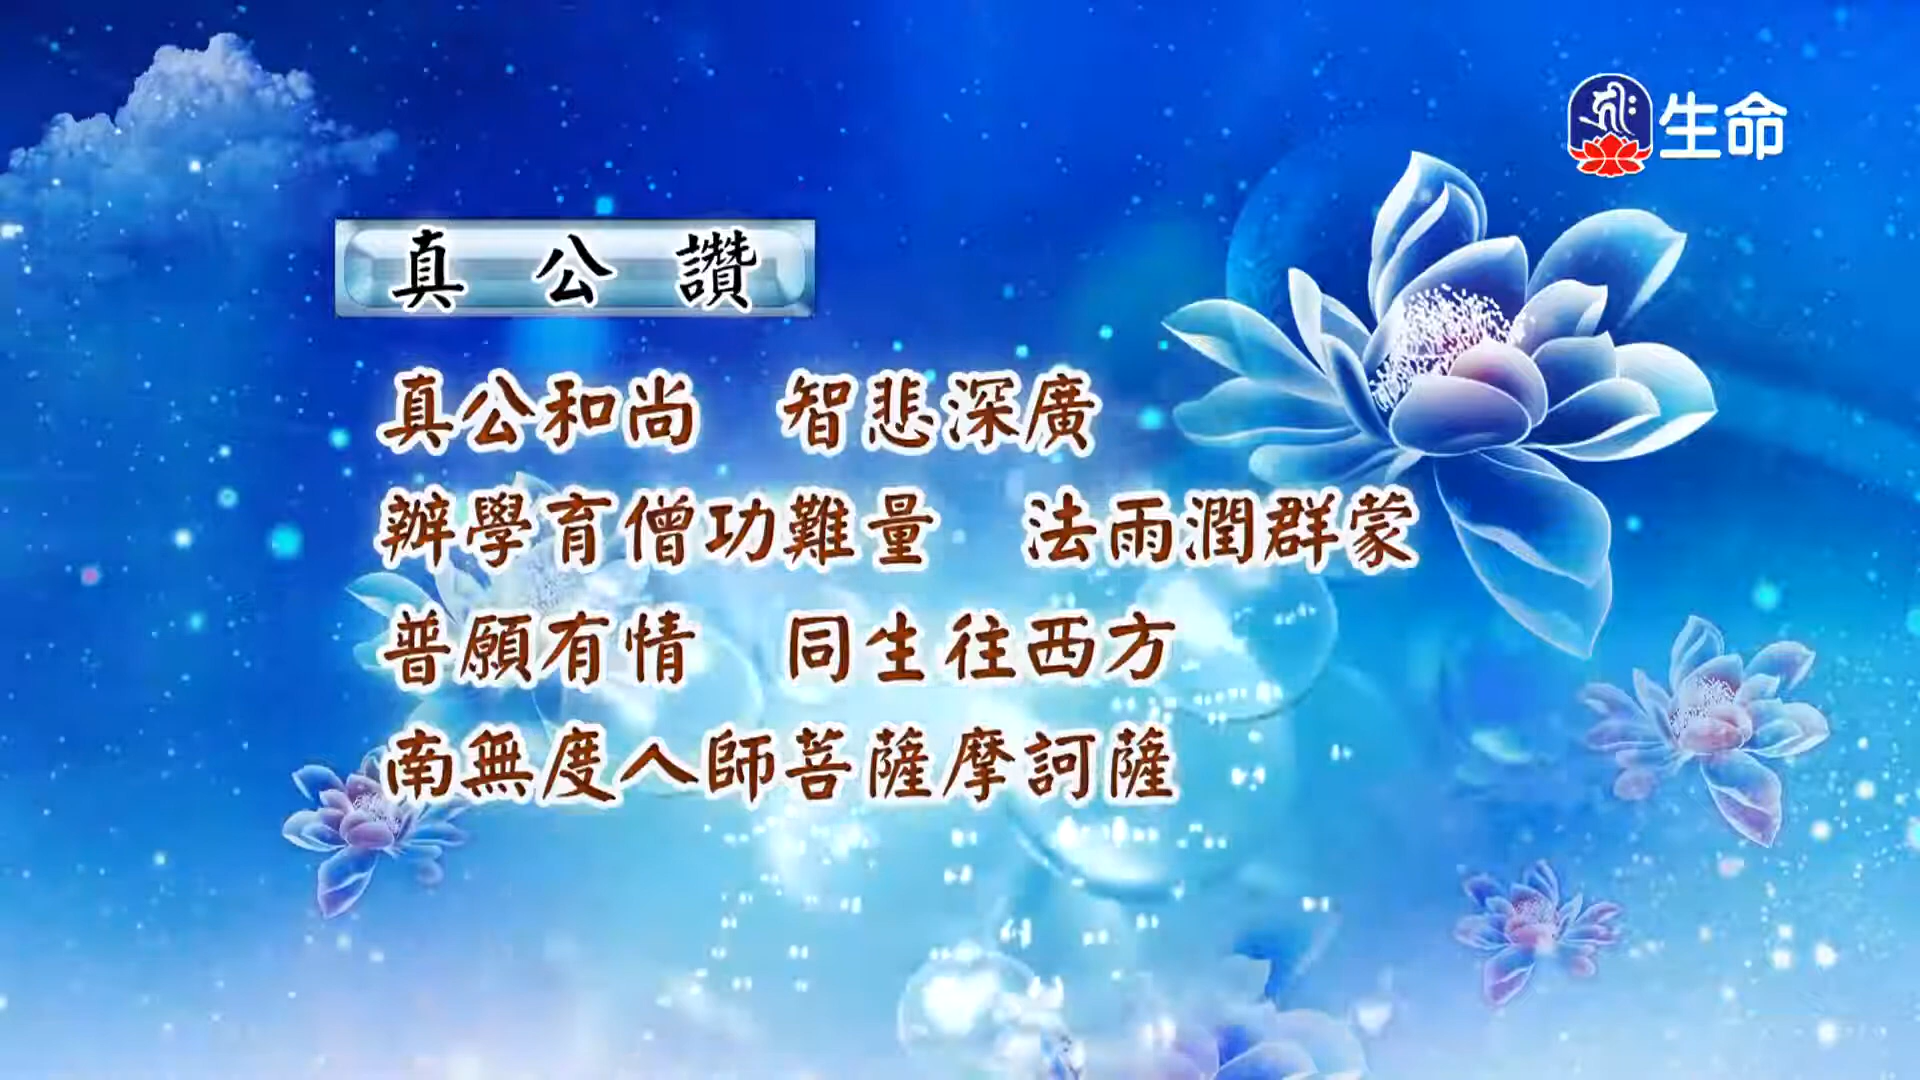 生命
真公讚
真公和尚　智悲深廣
辦學育僧功難量　法雨潤群蒙
普願有情　同生往西方
南無度人師菩薩摩訶薩